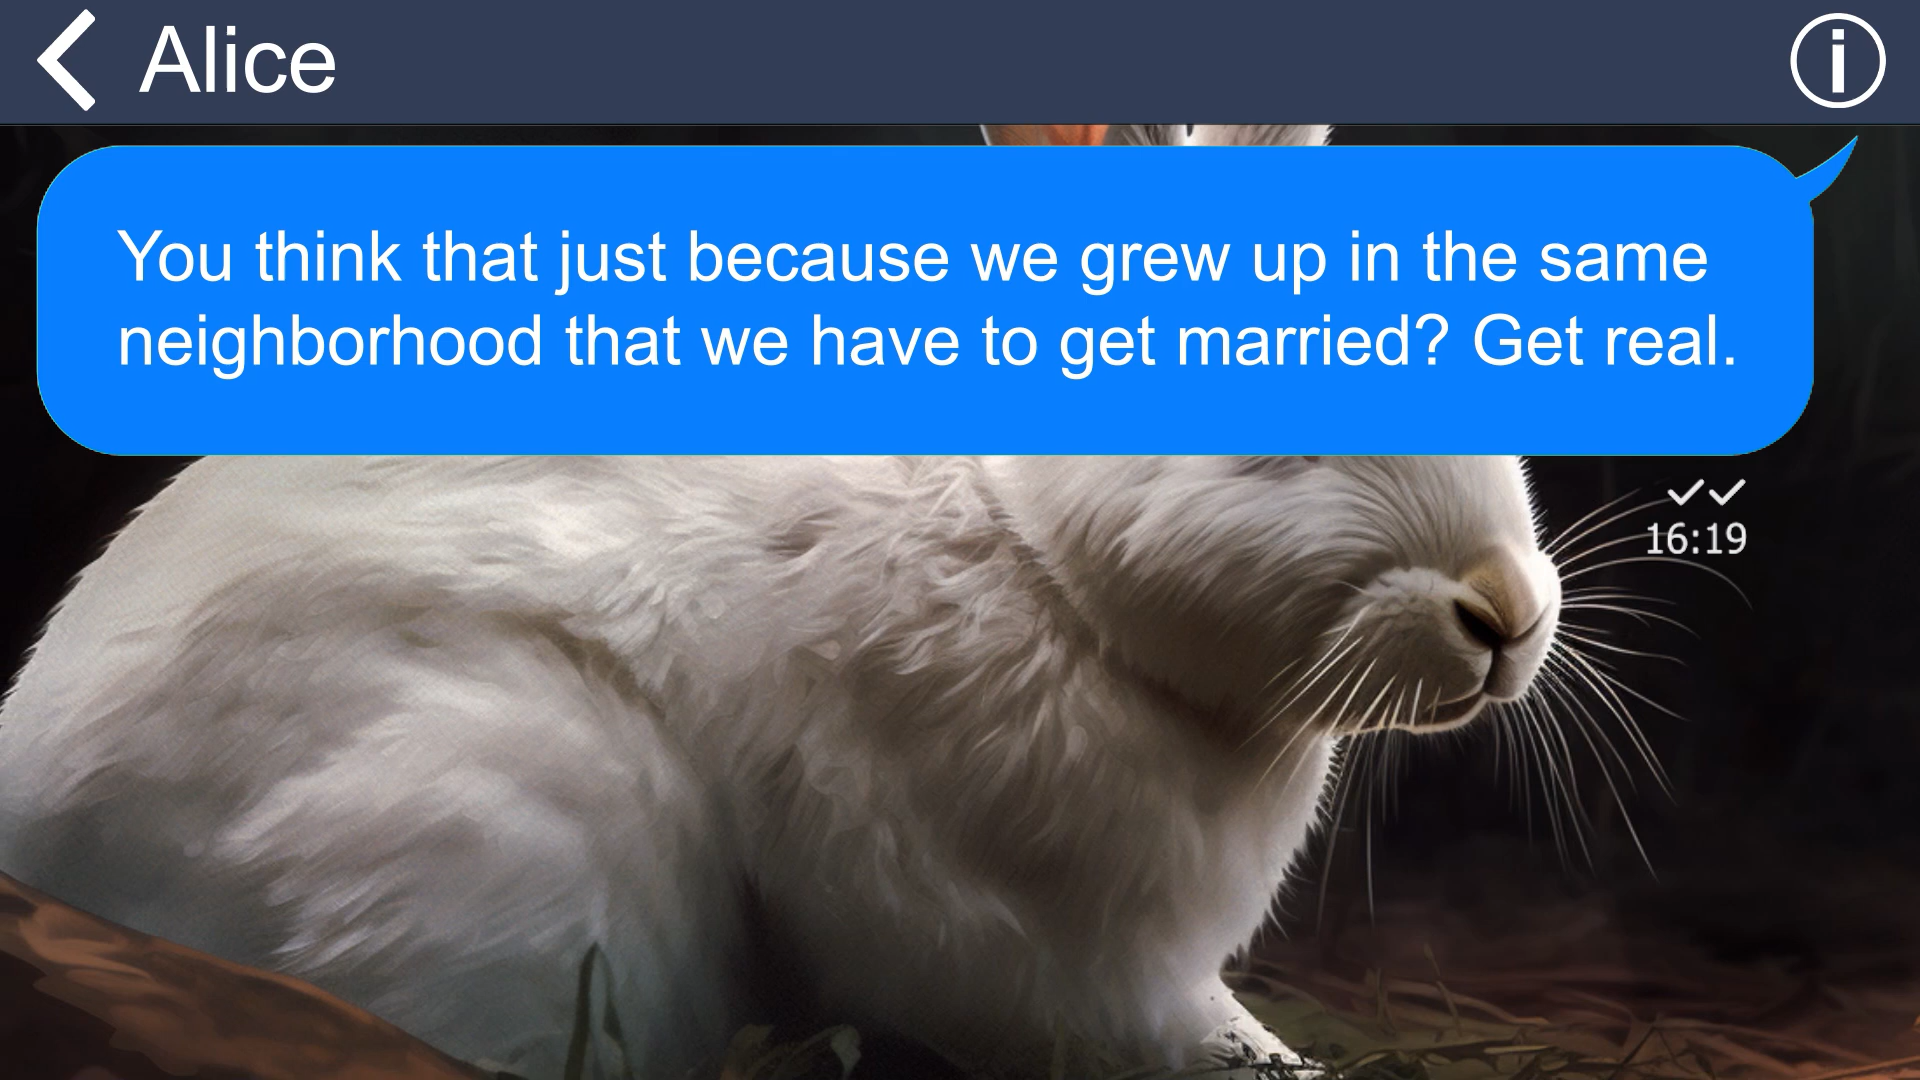 Alice
You think that just because we grew up in the same
neighborhood that we have to get married? Get real.
16:19